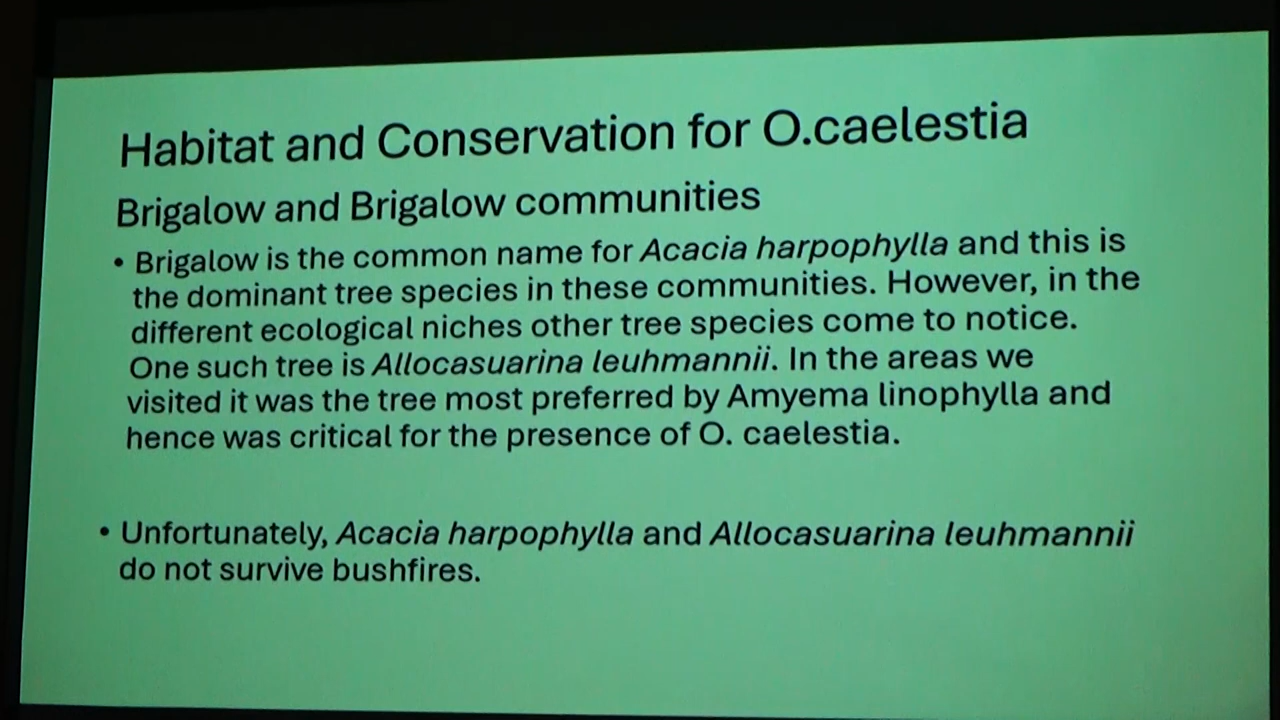 Habitat and Conservation for O.caelestia
Brigalow and Brigalow communities
• Brigalow is the common name for Acacia harpophylla and this is
the dominant tree species in these communities. However, in the
different ecological niches other tree species come to notice.
One such tree is Allocasuarina leuhmannii. In the areas we
visited it was the tree most preferred by Amyema linophylla and
hence was critical for the presence of O. caelestia.
• Unfortunately, Acacia harpophylla and Allocasuarina leuhmannii
do not survive bushfires.